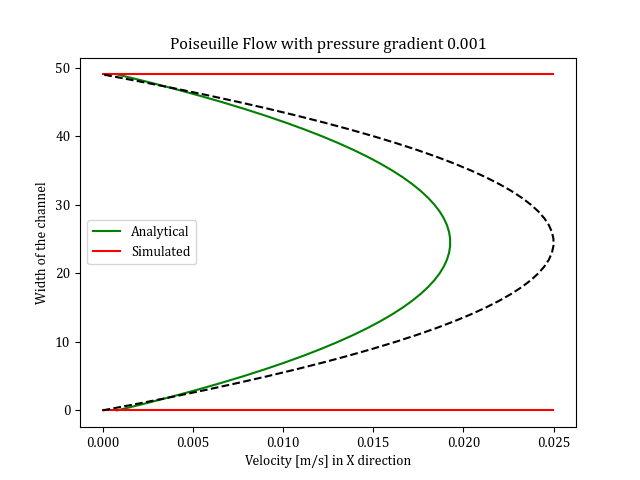 Poiseuille Flow with pressure gradient 0.001
Width of the channel
50
40
30
20
10
0
Analytical
Simulated
0.000 0.005 0.010 0.015 0.020 0.025
Velocity [m/s] in X direction